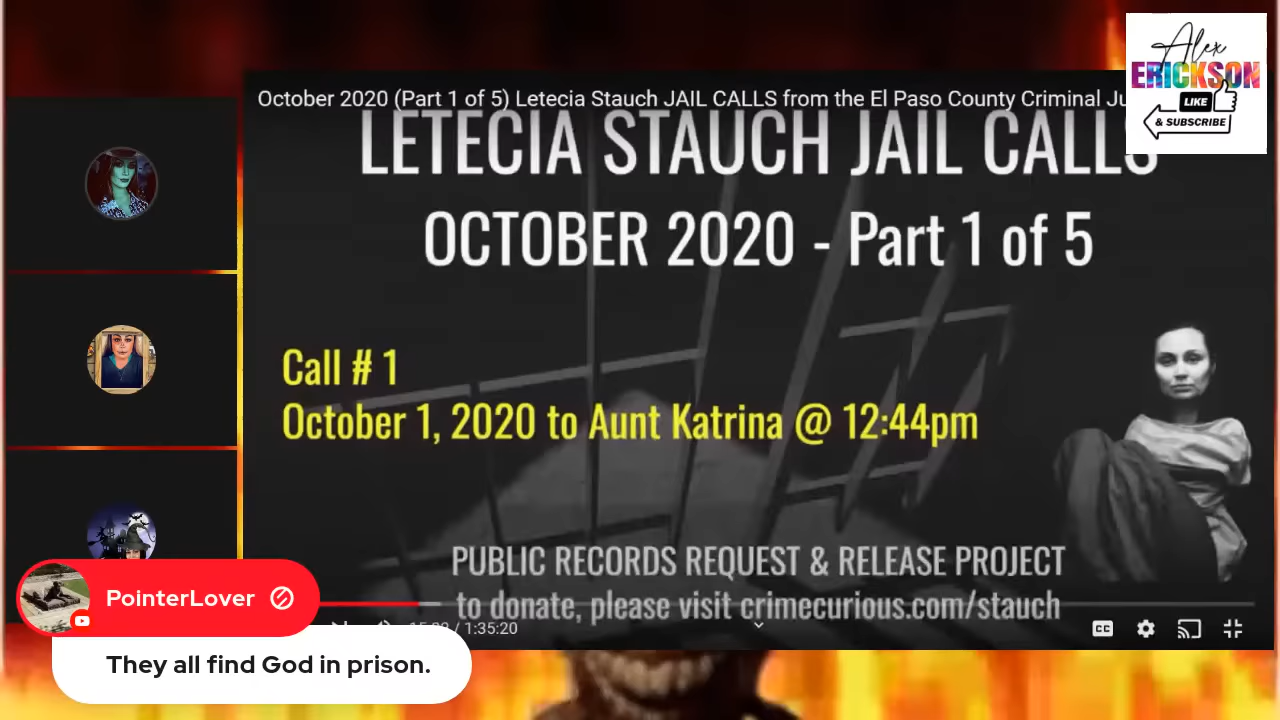 Alex
ERICKSON
LIKE
& SUBSCRIBE
October 2020 (Part 1 of 5) Letecia Stauch JAIL CALLS from the El Paso County Criminal Ju
LETECIA STAUCH JAIL CALLS
OCTOBER 2020 - Part 1 of 5
Call # 1
October 1, 2020 to Aunt Katrina @ 12:44pm
PUBLIC RECORDS REQUEST & RELEASE PROJECT
to donate, please visit crimecurious.com/stauch
/ 1:35:20
CC
PointerLover
They all find God in prison.